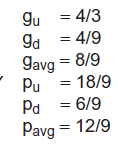 gu = 4/3
gd = 4/9
gavg = 8/9
pu = 18/9
pd = 6/9
pavg = 12/9